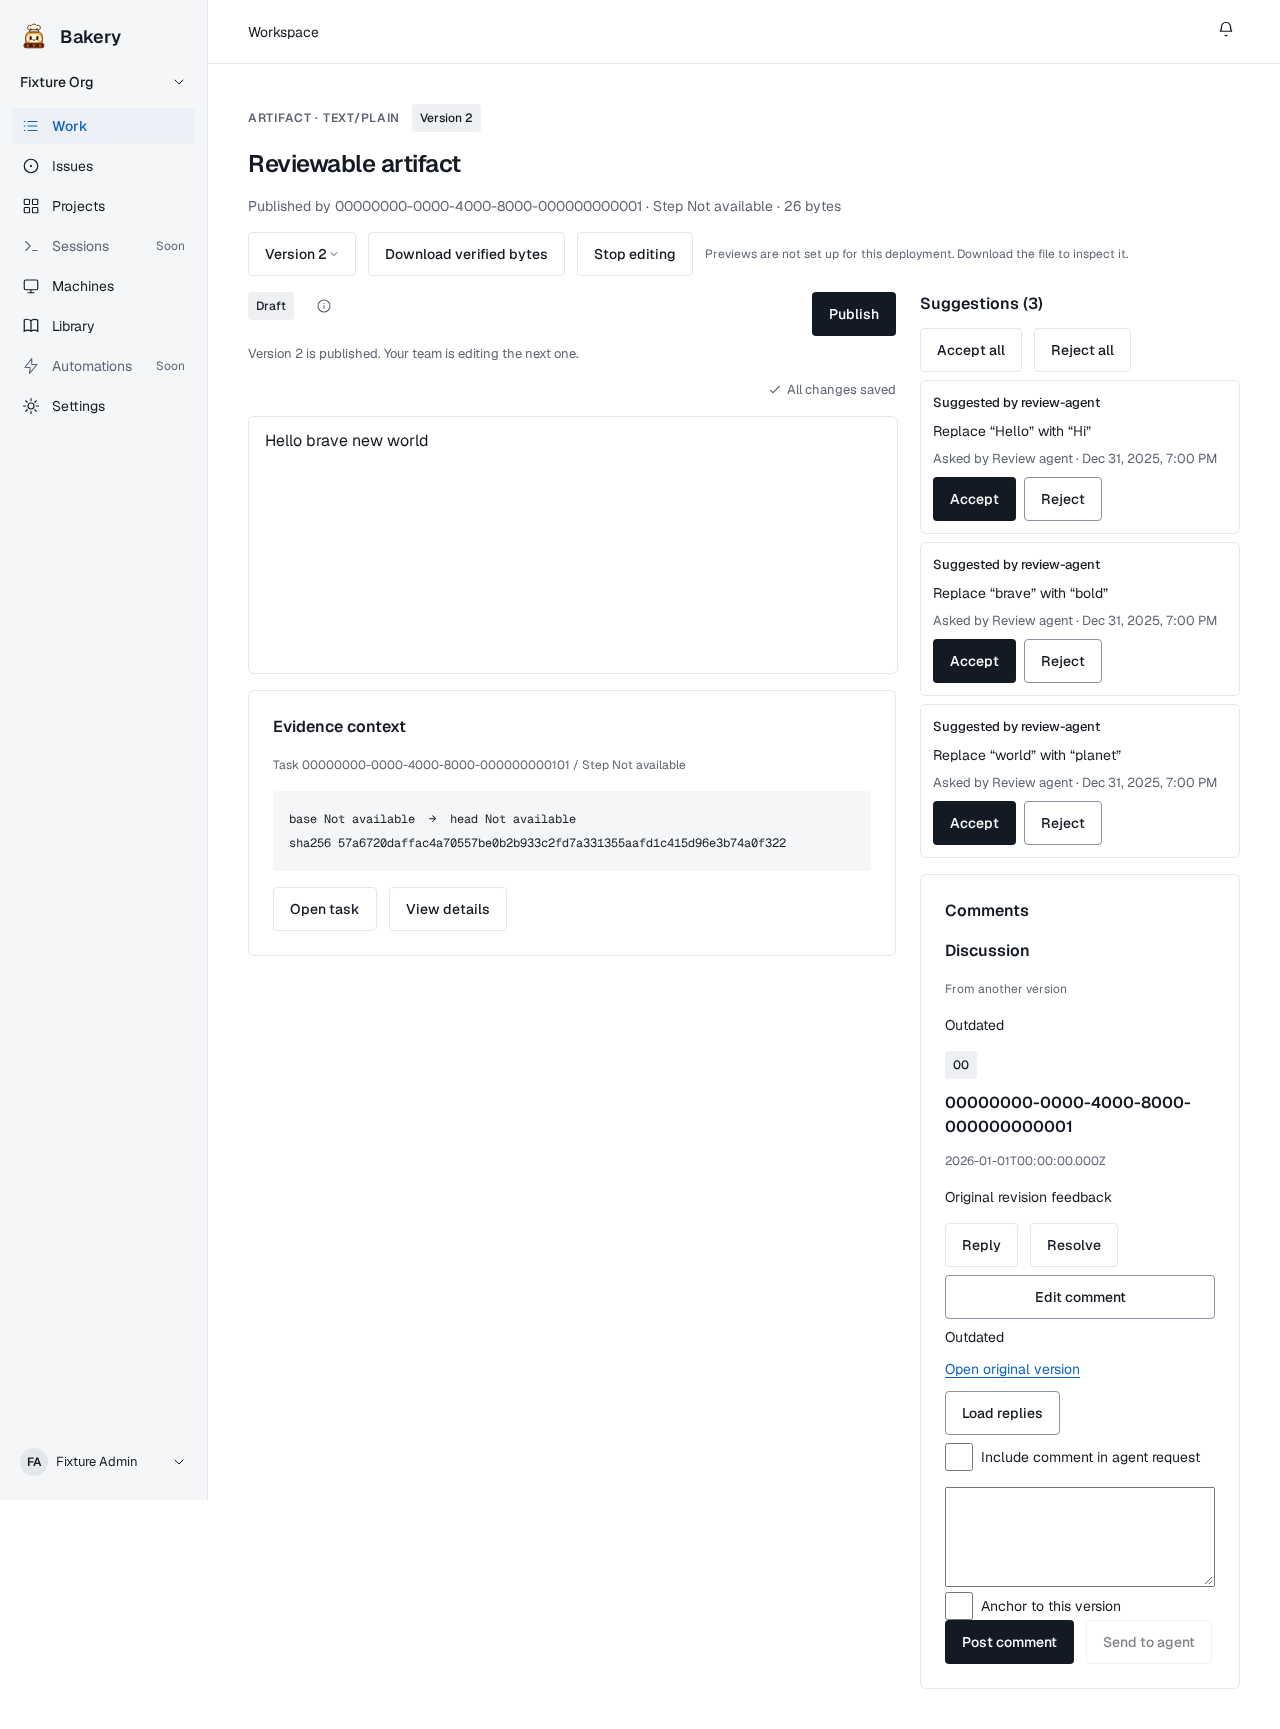 Bakery
Fixture Org
Work
Issues
Projects
Sessions Soon
Machines
Library
Automations Soon
Settings
FA Fixture Admin
Workspace
ARTIFACT · TEXT/PLAIN Version 2
Reviewable artifact
Published by 00000000-0000-4000-8000-000000000001 · Step Not available · 26 bytes
Version 2 Download verified bytes Stop editing Previews are not set up for this deployment. Download the file to inspect it.
Draft Publish
Version 2 is published. Your team is editing the next one.
All changes saved
Hello brave new world
Evidence context
Task 00000000-0000-4000-8000-000000000101 / Step Not available
base Not available → head Not available
sha256 57a6720daffac4a70557be0b2b933c2fd7a331355aafd1c415d96e3b74a0f322
Open task View details
Suggestions (3)
Accept all Reject all
Suggested by review-agent
Replace “Hello” with “Hi”
Asked by Review agent · Dec 31, 2025, 7:00 PM
Accept Reject
Suggested by review-agent
Replace “brave” with “bold”
Asked by Review agent · Dec 31, 2025, 7:00 PM
Accept Reject
Suggested by review-agent
Replace “world” with “planet”
Asked by Review agent · Dec 31, 2025, 7:00 PM
Accept Reject
Comments
Discussion
From another version
Outdated
00
00000000-0000-4000-8000-
000000000001
2026-01-01T00:00:00.000Z
Original revision feedback
Reply Resolve
Edit comment
Outdated
Open original version
Load replies
Include comment in agent request
Anchor to this version
Post comment Send to agent